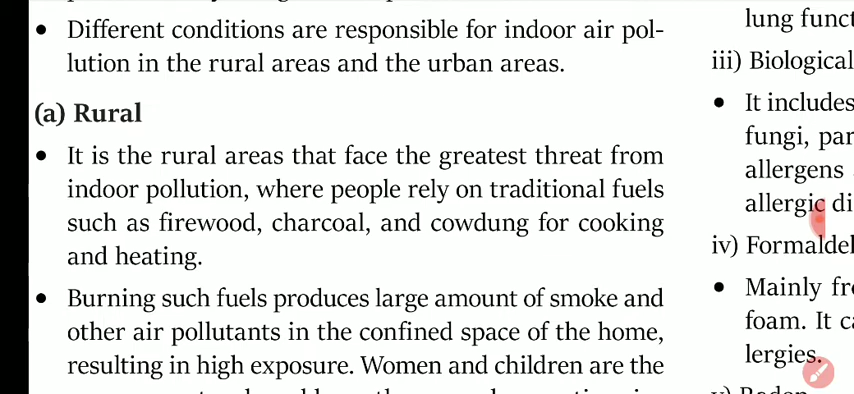 • Different conditions are responsible for indoor air pol-
lution in the rural areas and the urban areas.
(a) Rural
• It is the rural areas that face the greatest threat from
indoor pollution, where people rely on traditional fuels
such as firewood, charcoal, and cowdung for cooking
and heating.
• Burning such fuels produces large amount of smoke and
other air pollutants in the confined space of the home,
resulting in high exposure. Women and children are the
lung funct
iii) Biological
• It includes
fungi, par
allergens
allergic di
iv) Formaldel
• Mainly fr
foam. It ca
lergies.